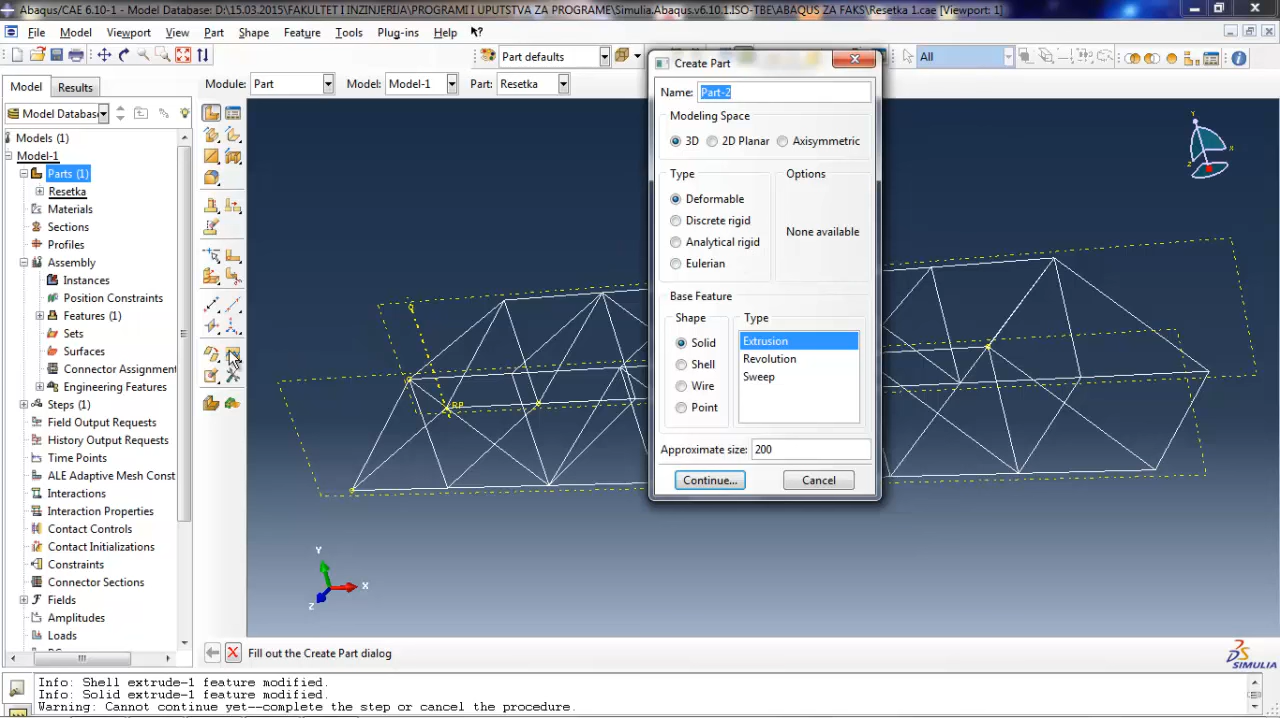 Abaqus/CAE 6.10-1 - Model Database: D:\15.03.2015\FAKULTET I INZINJERIJA\PROGRAMI I UPUTSTVA ZA PROGRAME\Simulia.Abaqus.v6.10.1.ISO-TBE\ABAQUS ZA FAKS\Resetka 1.cae [Viewport: 1]
File Model Viewport View Part Shape Feature Tools Plug-ins Help
Part defaults All
Model Results
Module: Part Model: Model-1 Part: Resetka
Model Databas
Models (1)
Model-1
Parts (1)
Resetka
Materials
Sections
Profiles
Assembly
Instances
Position Constraints
Features (1)
Sets
Surfaces
Connector Assignment
Engineering Features
Steps (1)
Field Output Requests
History Output Requests
Time Points
ALE Adaptive Mesh Const
Interactions
Interaction Properties
Contact Controls
Contact Initializations
Constraints
Connector Sections
Fields
Amplitudes
Loads
Create Part
Name: Part-2
Modeling Space
3D 2D Planar Axisymmetric
Type Options
Deformable
Discrete rigid
Analytical rigid
Eulerian
None available
Base Feature
Shape Type
Solid
Shell
Wire
Point
Extrusion
Revolution
Sweep
Approximate size: 200
Continue... Cancel
RP
Y
X
Z
Y
X
Z
Fill out the Create Part dialog
SIMULIA
Info: Shell extrude-1 feature modified.
Info: Solid extrude-1 feature modified.
Warning: Cannot continue yet--complete the step or cancel the procedure.